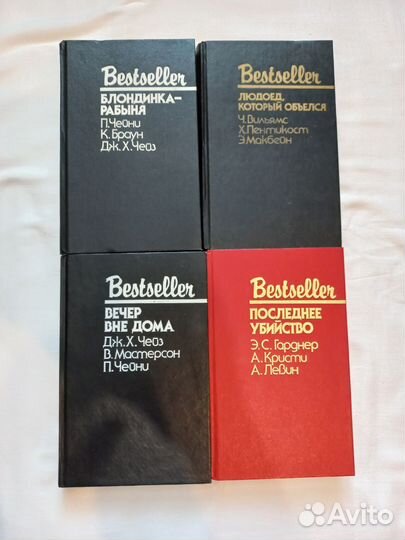 Bestseller
БЛОНДИНКА—
РАБЫНЯ
П.Чейни
К.Браун
Дж.Х.Чейз
Bestseller
ЛЮДОЕД,
КОТОРЫЙ ОБЪЕЛСЯ
Ч.Вильямс
Х.Пентикост
Э.Макбейн
Bestseller
ВЕЧЕР
ВНЕ ДОМА
Дж.Х.Чейз
В.Мастерсон
П.Чейни
Bestseller
ПОСЛЕДНЕЕ
УБИЙСТВО
Э.С.Гарднер
А.Кристи
А.Левин
Avito